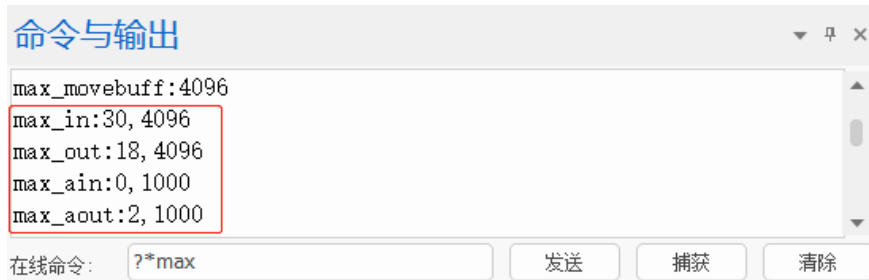 命令与输出
max_movebuff:4096
max_in:30,4096
max_out:18,4096
max_ain:0,1000
max_aout:2,1000
在线命令: ?*max 发送 捕获 清除